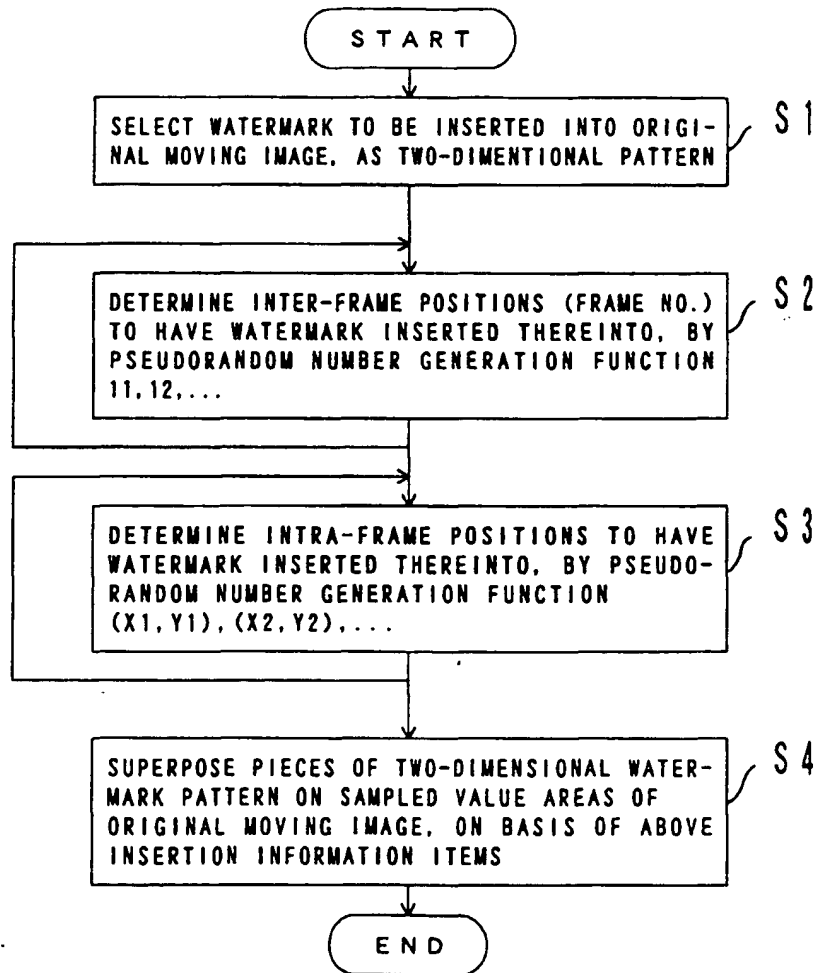 START
SELECT WATERMARK TO BE INSERTED INTO ORIGI-
NAL MOVING IMAGE, AS TWO-DIMENTIONAL PATTERN
S1
DETERMINE INTER-FRAME POSITIONS (FRAME NO.)
TO HAVE WATERMARK INSERTED THEREINTO, BY
PSEUDORANDOM NUMBER GENERATION FUNCTION
11,12,...
S2
DETERMINE INTRA-FRAME POSITIONS TO HAVE
WATERMARK INSERTED THEREINTO, BY PSEUDO-
RANDOM NUMBER GENERATION FUNCTION
(X1,Y1),(X2,Y2),...
S3
SUPERPOSE PIECES OF TWO-DIMENSIONAL WATER-
MARK PATTERN ON SAMPLED VALUE AREAS OF
ORIGINAL MOVING IMAGE, ON BASIS OF ABOVE
INSERTION INFORMATION ITEMS
S4
END